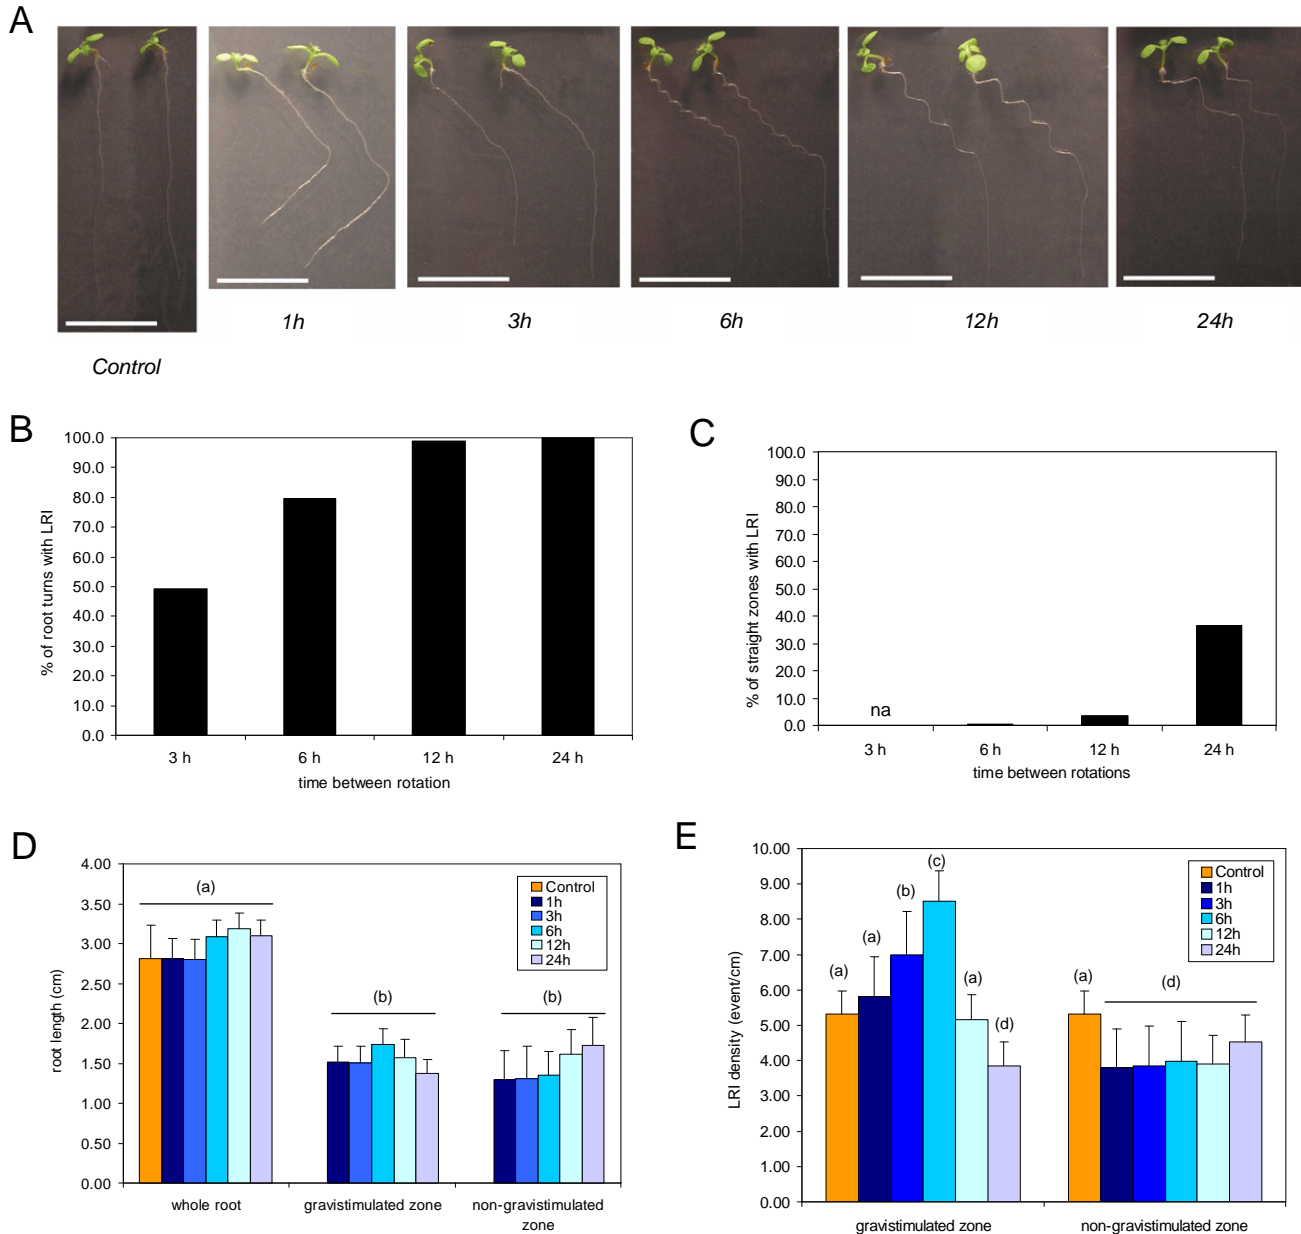 A
Control
1h
3h
6h
12h
24h
B
% of root turns with LRI
100.0
90.0
80.0
70.0
60.0
50.0
40.0
30.0
20.0
10.0
0.0
3 h
6 h
12 h
24 h
time between rotation
C
% of straight zones with LRI
100.0
90.0
80.0
70.0
60.0
50.0
40.0
30.0
20.0
10.0
0.0
na
3 h
6 h
12 h
24 h
time between rotations
D
root length (cm)
4.00
3.50
3.00
2.50
2.00
1.50
1.00
0.50
0.00
(a)
(b)
(b)
Control
1h
3h
6h
12h
24h
whole root
gravistimulated zone
non-gravistimulated
zone
E
LRI density (event/cm)
10.00
9.00
8.00
7.00
6.00
5.00
4.00
3.00
2.00
1.00
0.00
(a)
(a)
(b)
(c)
(a)
(d)
(a)
(d)
Control
1h
3h
6h
12h
24h
gravistimulated zone
non-gravistimulated zone